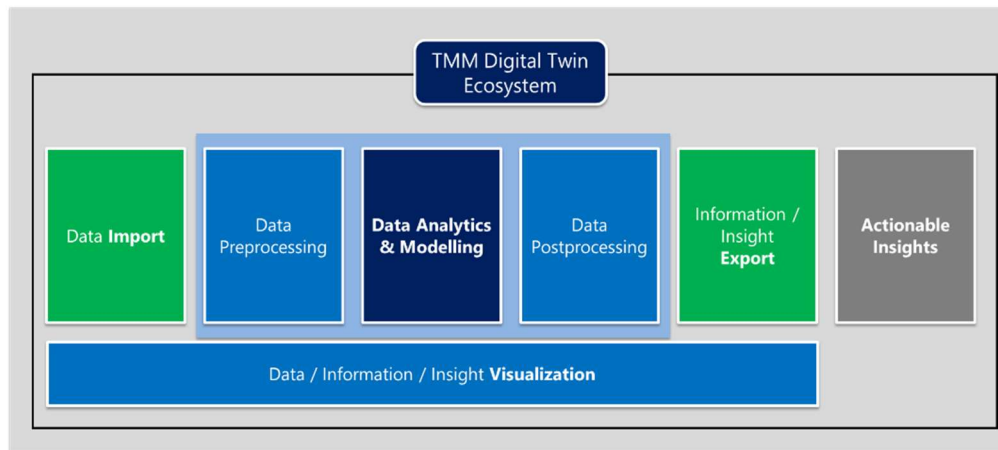 TMM Digital Twin
Ecosystem
Data Import
Data
Preprocessing
Data Analytics
& Modelling
Data
Postprocessing
Information /
Insight
Export
Actionable
Insights
Data / Information / Insight Visualization